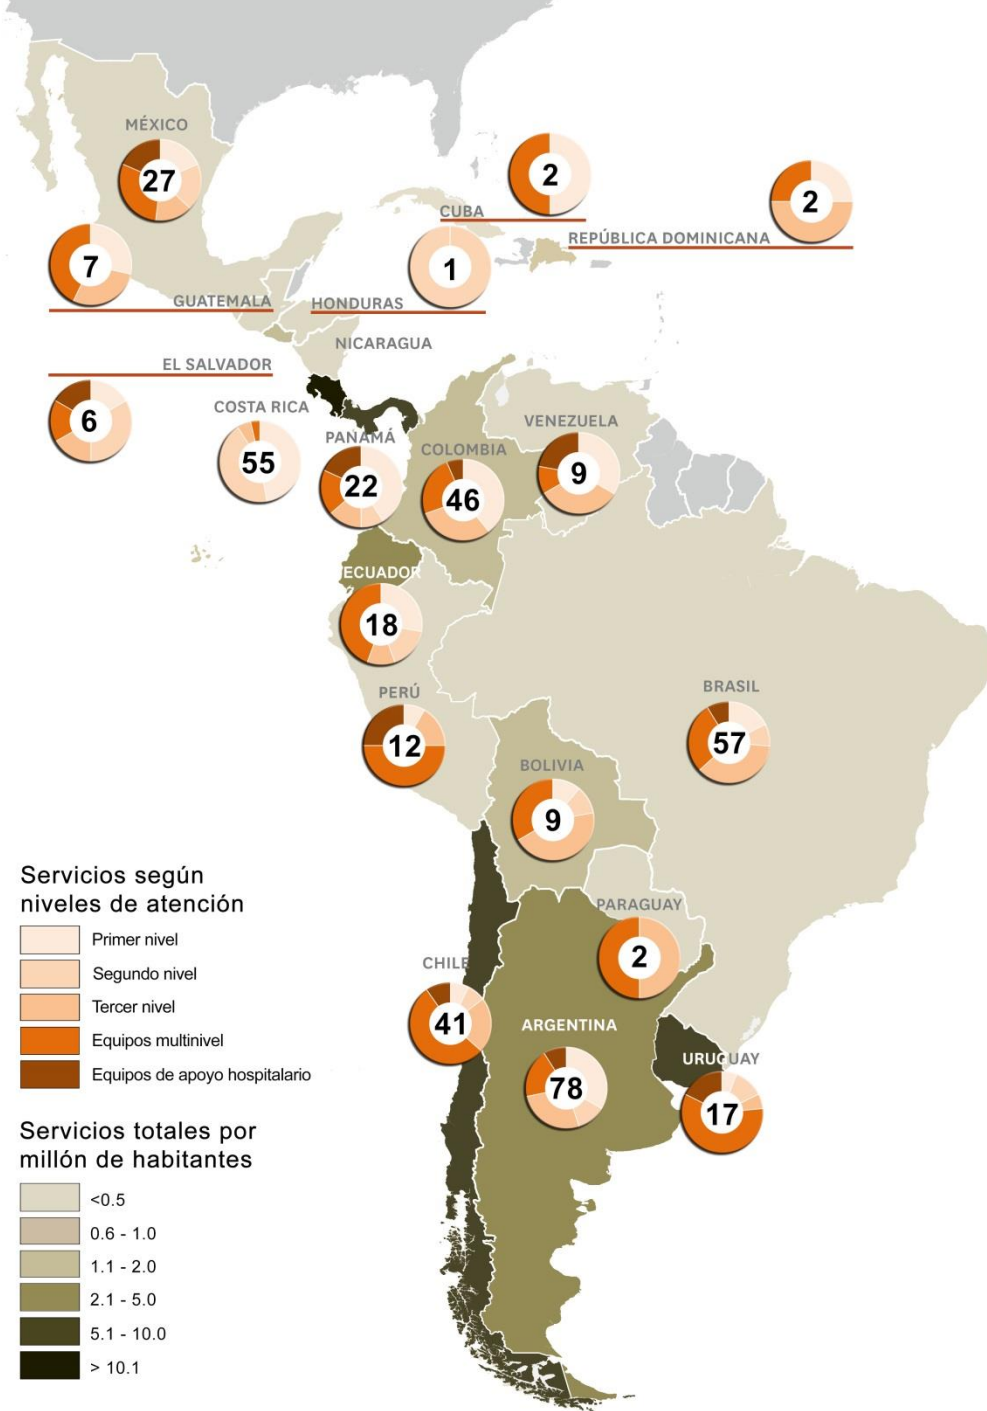 MÉXICO
27
2
CUBA
2
REPÚBLICA DOMINICANA
7
GUATEMALA
1
HONDURAS
NICARAGUA
EL SALVADOR
6
COSTA RICA
55
PANAMÁ
22
COLOMBIA
46
VENEZUELA
9
ECUADOR
18
PERÚ
12
BRASIL
57
BOLIVIA
9
PARAGUAY
2
CHILE
41
ARGENTINA
78
URUGUAY
17
Servicios según
niveles de atención
Primer nivel
Segundo nivel
Tercer nivel
Equipos multinivel
Equipos de apoyo hospitalario
Servicios totales por
millón de habitantes
<0.5
0.6 - 1.0
1.1 - 2.0
2.1 - 5.0
5.1 - 10.0
> 10.1